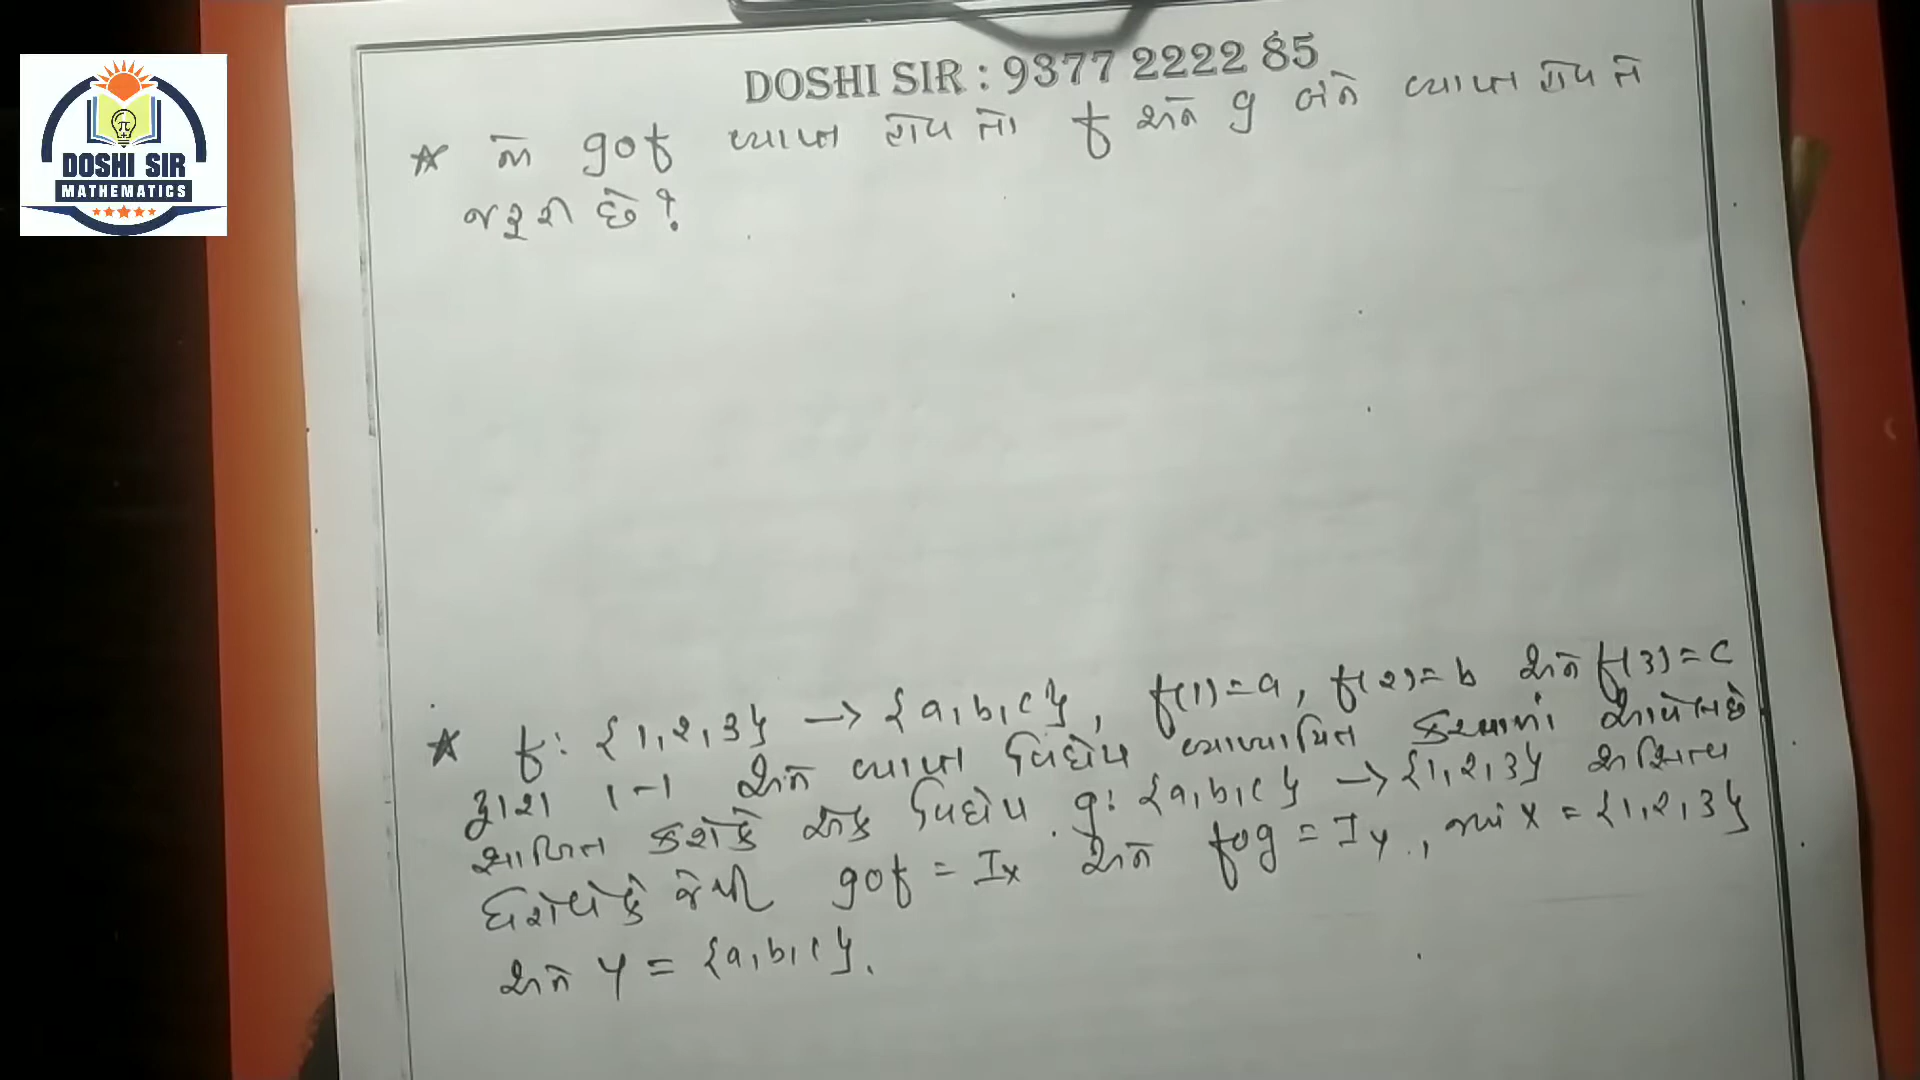 DOSHI SIR
MATHEMATICS
DOSHI SIR : 9377 2222 85
* જો gof વ્યાપ્ત હોય તો f અને g બંને વ્યાપ્ત હોય તે
જરૂરી છે?
* f: {1,2,3} → {a,b,c}, f(1)=a, f(2)=b અને f(3)=c
દ્વારા 1-1 અને વ્યાપ્ત વિધેય વ્યાખ્યાયિત કરવામાં આવેલ છે
સાબિત કરોકે એક વિધેય g: {a,b,c} → {1,2,3} અસ્તિત્વ
ધરાવે છે કે જેથી gof = Ix અને fog = Iy, જ્યાં X = {1,2,3}
અને Y = {a,b,c}.